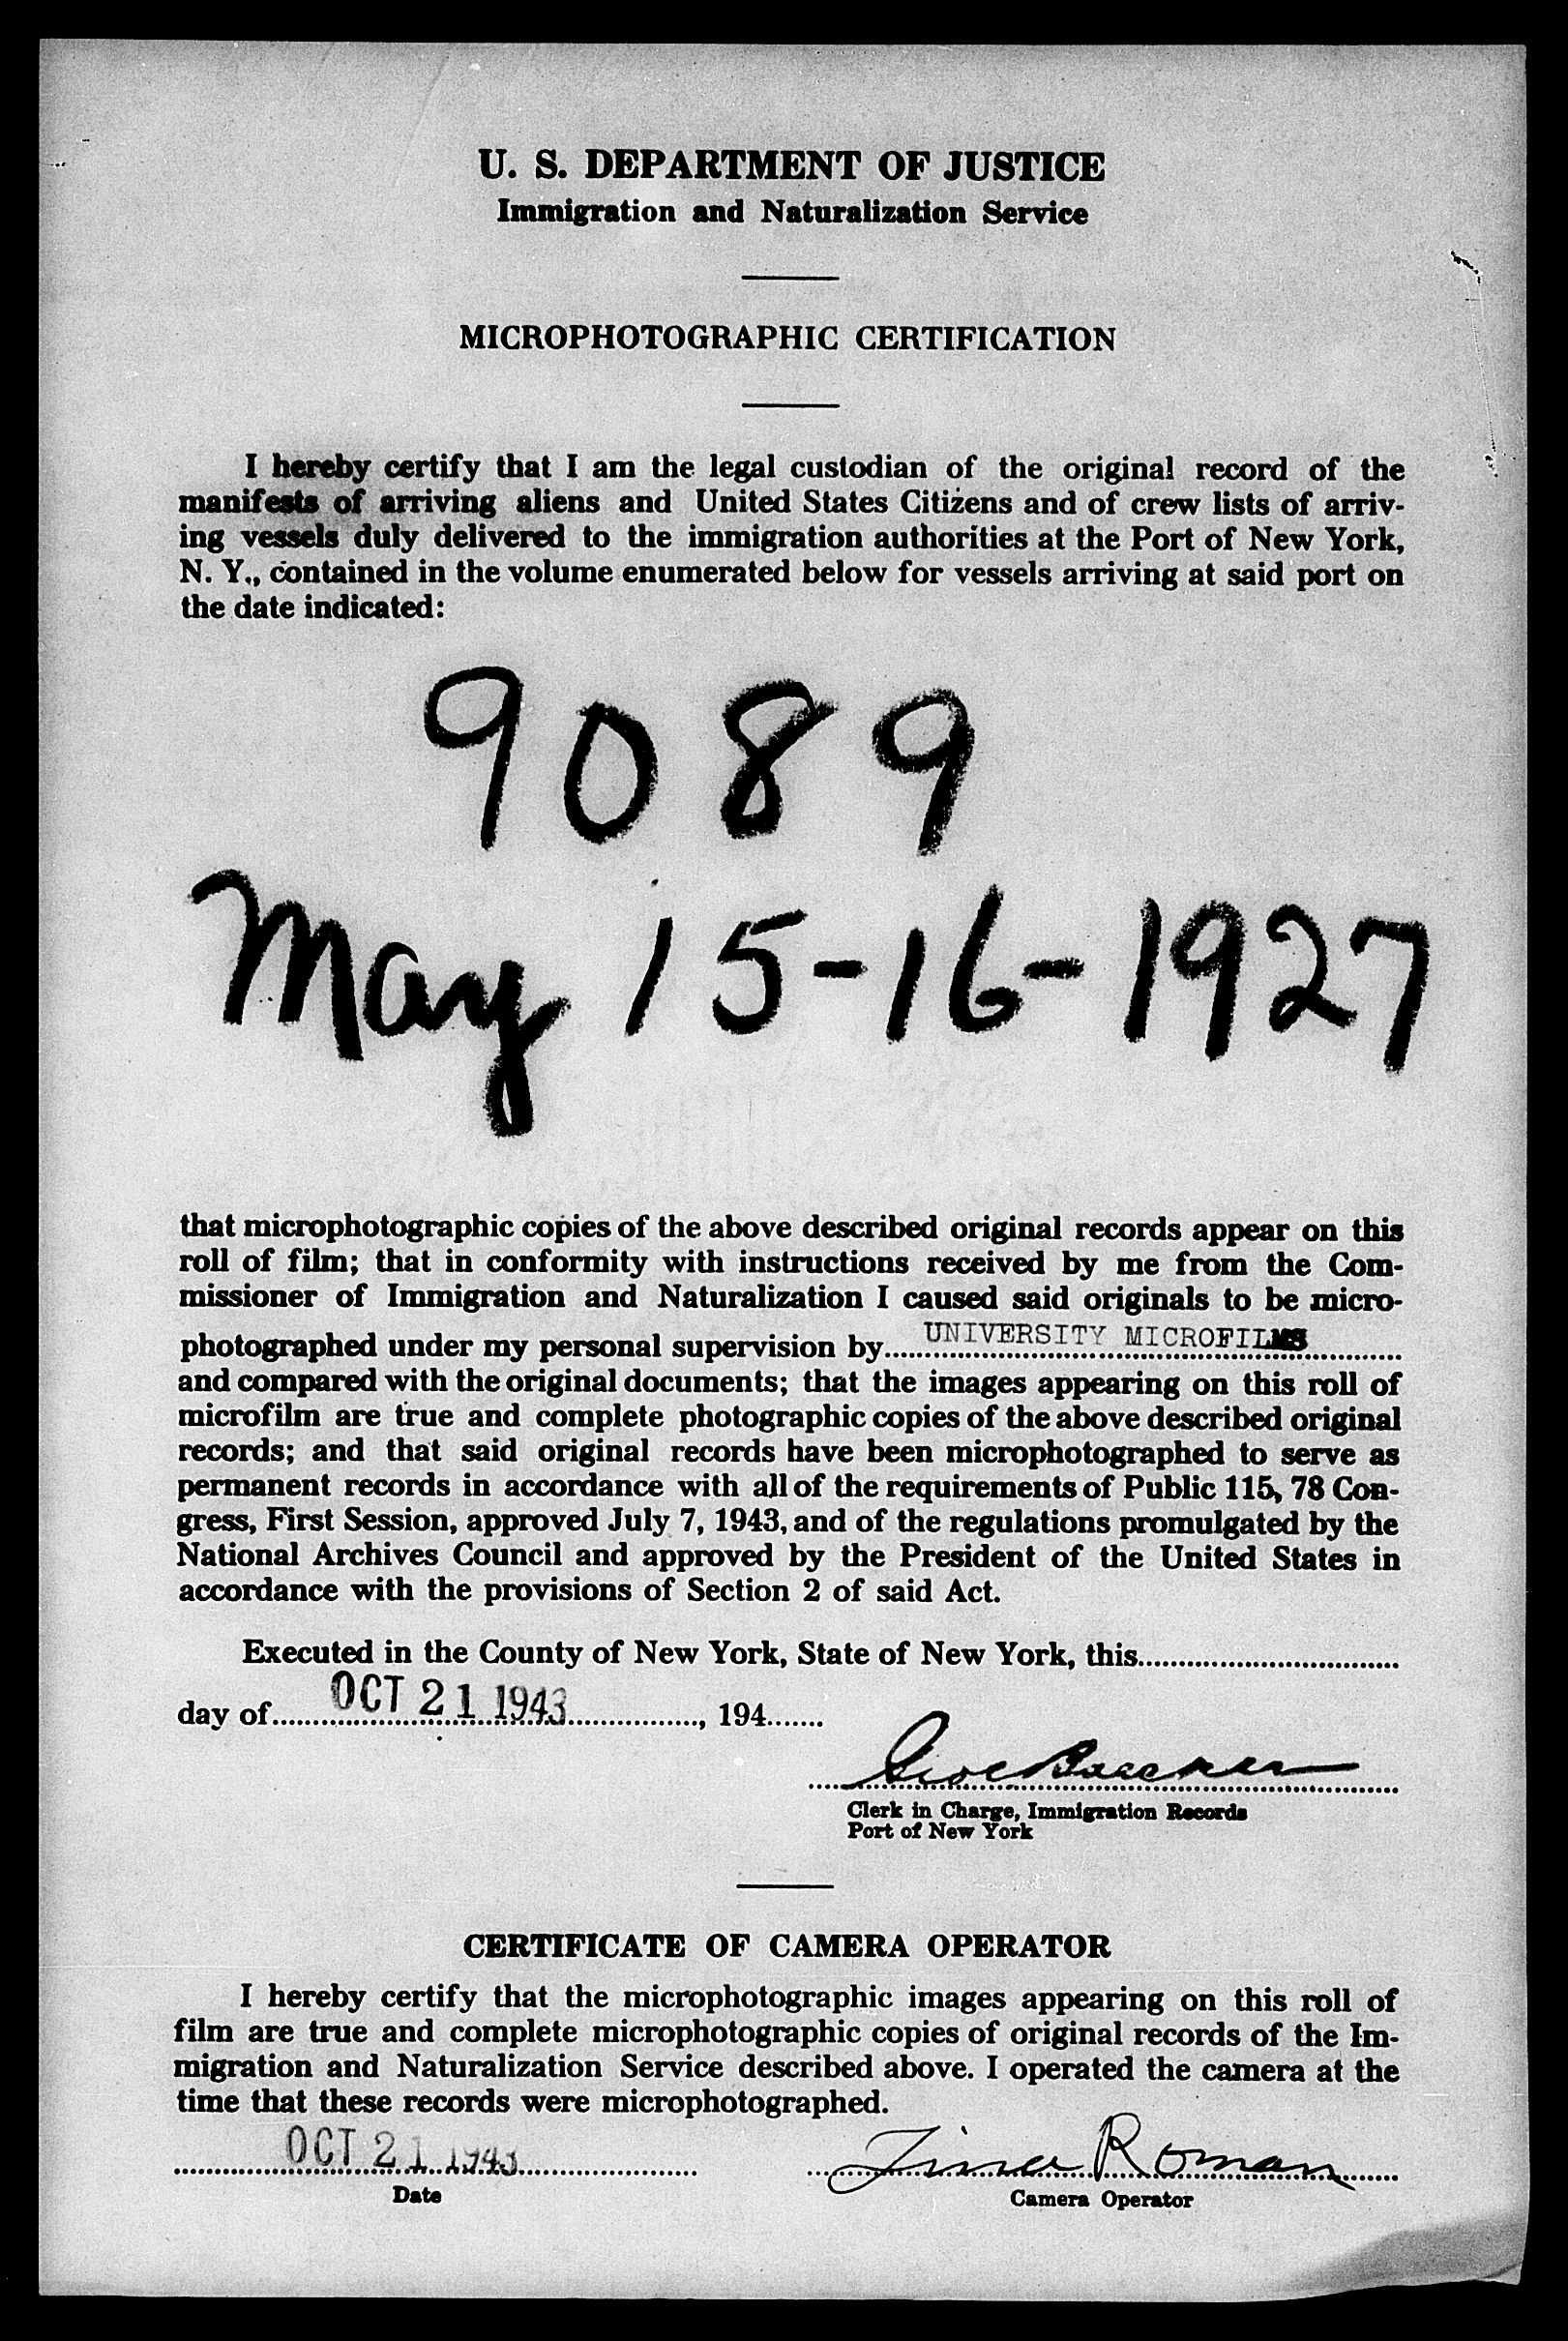 U. S. DEPARTMENT OF JUSTICE
Immigration and Naturalization Service
MICROPHOTOGRAPHIC CERTIFICATION
I hereby certify that I am the legal custodian of the original record of the
manifests of arriving aliens and United States Citizens and of crew lists of arriv-
ing vessels duly delivered to the immigration authorities at the Port of New York,
N. Y., contained in the volume enumerated below for vessels arriving at said port on
the date indicated:
9089
May 15-16-1927
that microphotographic copies of the above described original records appear on this
roll of film; that in conformity with instructions received by me from the Com-
missioner of Immigration and Naturalization I caused said originals to be micro-
photographed under my personal supervision by UNIVERSITY MICROFILMS
and compared with the original documents; that the images appearing on this roll of
microfilm are true and complete photographic copies of the above described original
records; and that said original records have been microphotographed to serve as
permanent records in accordance with all of the requirements of Public 115, 78 Con-
gress, First Session, approved July 7, 1943, and of the regulations promulgated by the
National Archives Council and approved by the President of the United States in
accordance with the provisions of Section 2 of said Act.
Executed in the County of New York, State of New York, this
day of OCT 21 1943, 194
Clerk in Charge, Immigration Records
Port of New York
CERTIFICATE OF CAMERA OPERATOR
I hereby certify that the microphotographic images appearing on this roll of
film are true and complete microphotographic copies of original records of the Im-
migration and Naturalization Service described above. I operated the camera at the
time that these records were microphotographed.
OCT 21 1943 Roman
Date Camera Operator